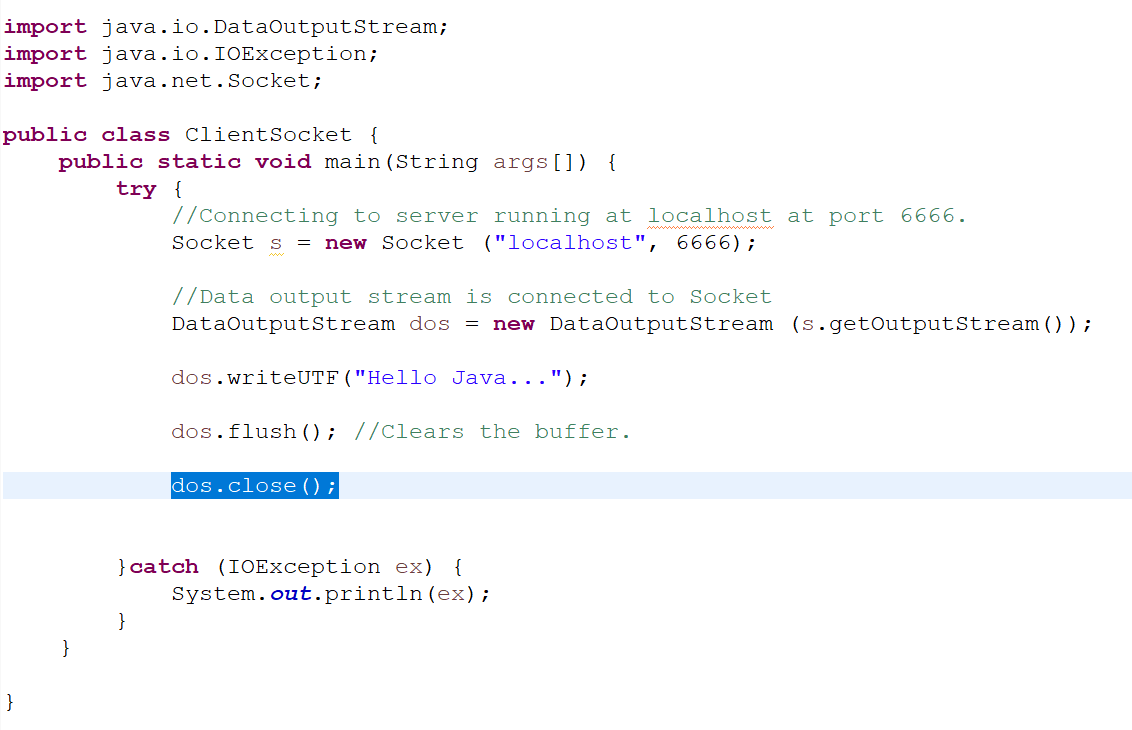 import java.io.DataOutputStream;
import java.io.IOException;
import java.net.Socket;
public class ClientSocket {
public static void main(String args[]) {
try {
//Connecting to server running at localhost at port 6666.
Socket s = new Socket ("localhost", 6666);
//Data output stream is connected to Socket
DataOutputStream dos = new DataOutputStream (s.getOutputStream());
dos.writeUTF("Hello Java...");
dos.flush(); //Clears the buffer.
dos.close();
}catch (IOException ex) {
System.out.println(ex);
}
}
}